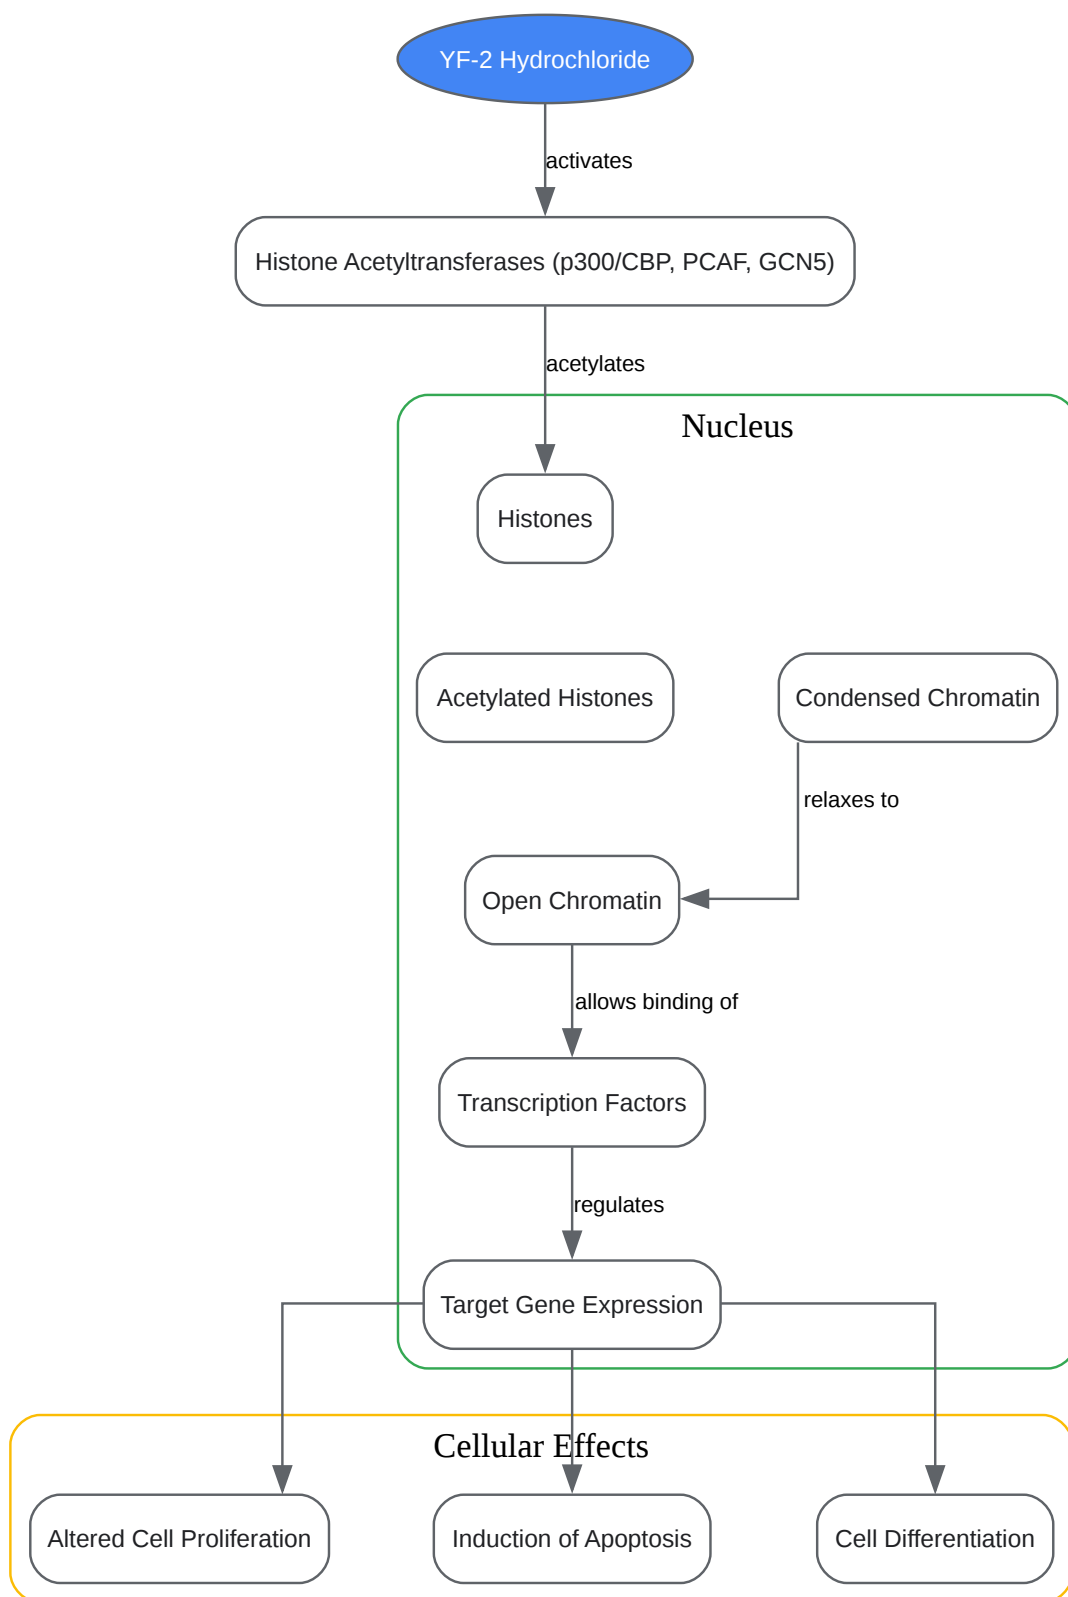 YF-2 Hydrochloride
activates
Histone Acetyltransferases (p300/CBP, PCAF, GCN5)
acetylates
Nucleus
Histones
Acetylated Histones
Condensed Chromatin
relaxes to
Open Chromatin
allows binding of
Transcription Factors
regulates
Target Gene Expression
Cellular Effects
Altered Cell Proliferation
Induction of Apoptosis
Cell Differentiation